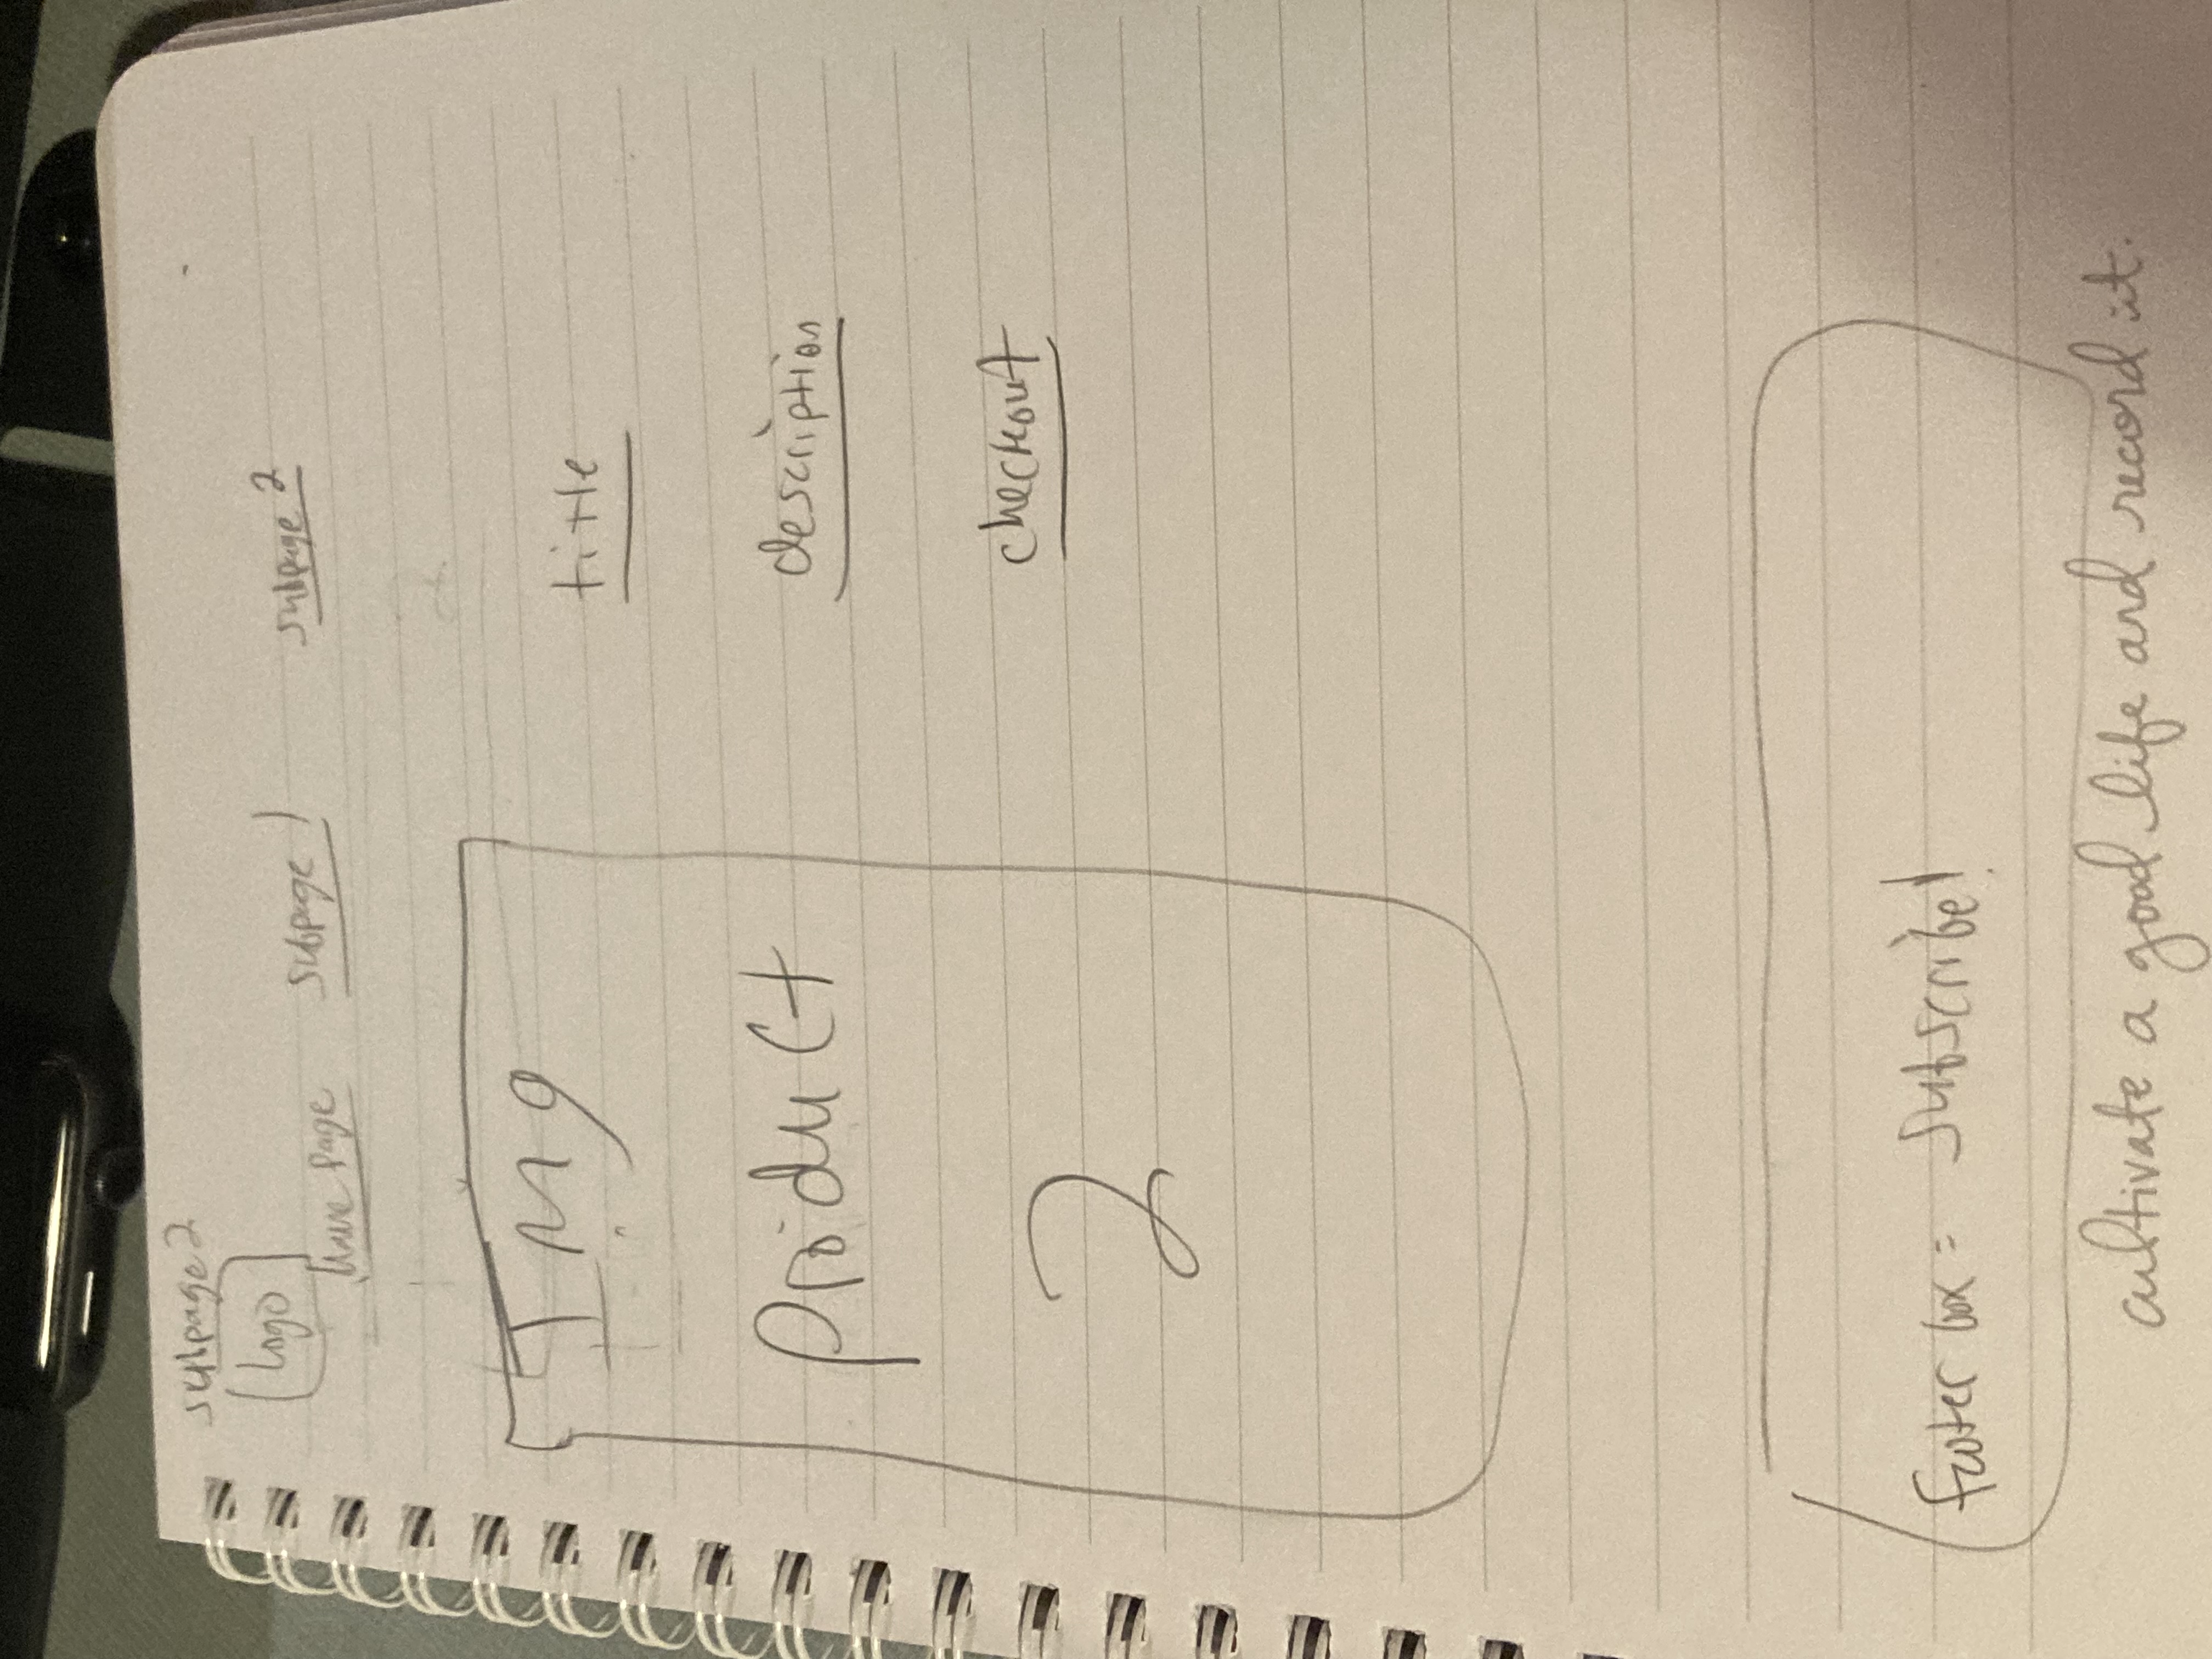 subpage 2
Logo
home page subpage 1 subpage 2
IMg
title
product
description
2
checkout
footer box = subscribe!
cultivate a good life and record it.